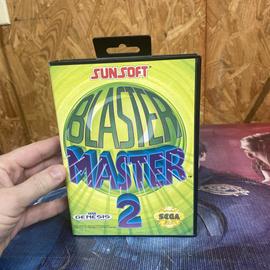 SUNSOFT
BLASTER
MASTER
2
GENESIS
SEGA